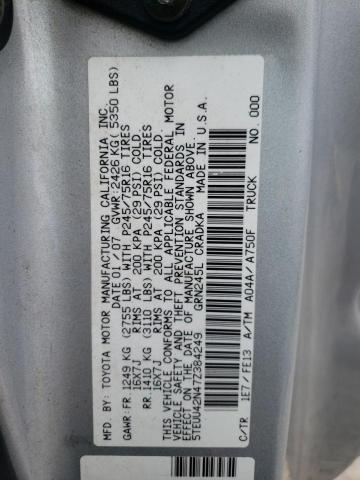 MFD. BY: TOYOTA MOTOR MANUFACTURING CALIFORNIA INC.
DATE 01/07 GVWR: 2426 KG( 5350 LBS)
GAWR:FR.1249 KG (2755 LBS) WITH P245/75R16 TIRES
16X7J RIMS AT 200 KPA (29 PSI) COLD.
RR.1410 KG (3110 LBS) WITH P245/75R16 TIRES
16X7J RIMS AT 200 KPA (29 PSI) COLD.
THIS VEHICLE CONFORMS TO ALL APPLICABLE FEDERAL MOTOR
VEHICLE SAFETY AND THEFT PREVENTION STANDARDS IN
EFFECT ON THE DATE OF MANUFACTURE SHOWN ABOVE.
5TEUU42N47Z384249 GRN245L CRADKA MADE IN U.S.A.
C/TR 1E7/FE13 A/TM A04A/A750F TRUCK NO. 000